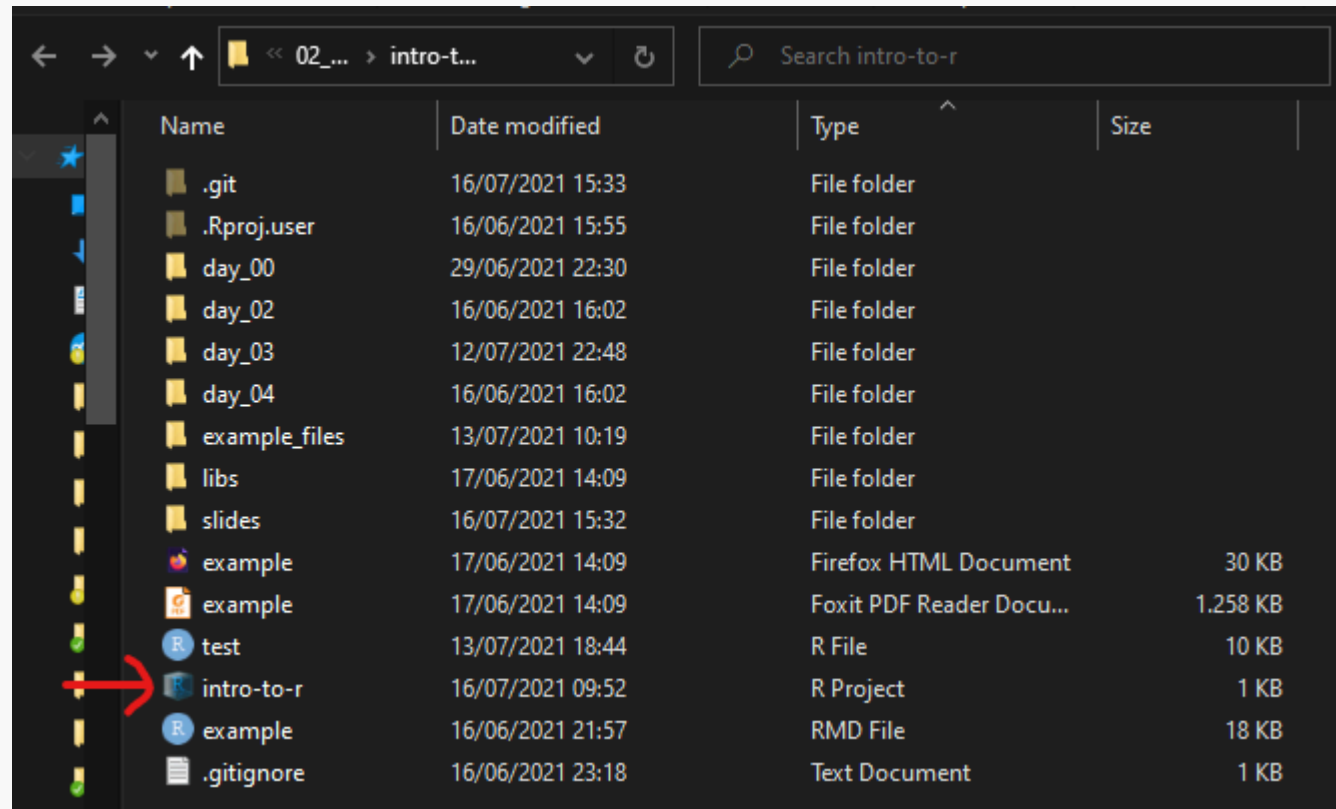 02_... > intro-t...
Search intro-to-r
Name Date modified Type Size
.git 16/07/2021 15:33 File folder
.Rproj.user 16/06/2021 15:55 File folder
day_00 29/06/2021 22:30 File folder
day_02 16/06/2021 16:02 File folder
day_03 12/07/2021 22:48 File folder
day_04 16/06/2021 16:02 File folder
example_files 13/07/2021 10:19 File folder
libs 17/06/2021 14:09 File folder
slides 16/07/2021 15:32 File folder
example 17/06/2021 14:09 Firefox HTML Document 30 KB
example 17/06/2021 14:09 Foxit PDF Reader Docu... 1.258 KB
test 13/07/2021 18:44 R File 10 KB
intro-to-r 16/07/2021 09:52 R Project 1 KB
example 16/06/2021 21:57 RMD File 18 KB
.gitignore 16/06/2021 23:18 Text Document 1 KB